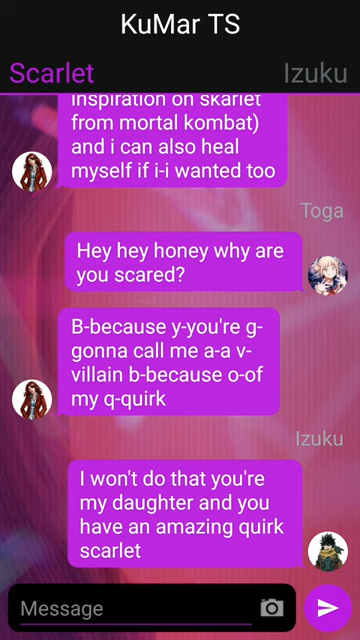 KuMar TS
Scarlet
Izuku
inspiration on skarlet
from mortal kombat)
and i can also heal
myself if i-i wanted too
Toga
Hey hey honey why are
you scared?
B-because y-you're g-
gonna call me a-a v-
villain b-because o-of
my q-quirk
Izuku
I won't do that you're
my daughter and you
have an amazing quirk
scarlet
Message